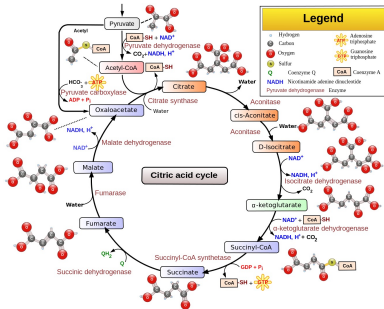 Pyruvate
Acetyl
CoA -SH + NAD+
Pyruvate dehydrogenase
CO2 + NADH, H+
Acetyl-CoA
CoA -SH
HCO3- + ATP
Pyruvate carboxylase
ADP + Pi
Citrate
Water
Citrate synthase
Water
Oxaloacetate
Aconitase
cis-Aconitate
Aconitase
Water
NADH, H+
Malate dehydrogenase
NAD+
D-Isocitrate
NAD+
NADH, H+
Isocitrate dehydrogenase
CO2
Malate
Citric acid cycle
Fumarase
Water
α-ketoglutarate
NAD+ + CoA -SH
α-ketoglutarate dehydrogenase
NADH, H+ + CO2
Fumarate
Succinyl-CoA
Succinyl-CoA synthetase
GDP + Pi
CoA -SH + GTP
QH2
Q
Succinic dehydrogenase
Succinate
CoA
CoA
Legend
Hydrogen
Carbon
Oxygen
Sulfur
Q Coenzyme Q
ATP Adenosine
triphosphate
GTP Guanosine
triphosphate
CoA Coenzyme A
NADH Nicotinamide adenine dinucleotide
Pyruvate dehydrogenase Enzyme